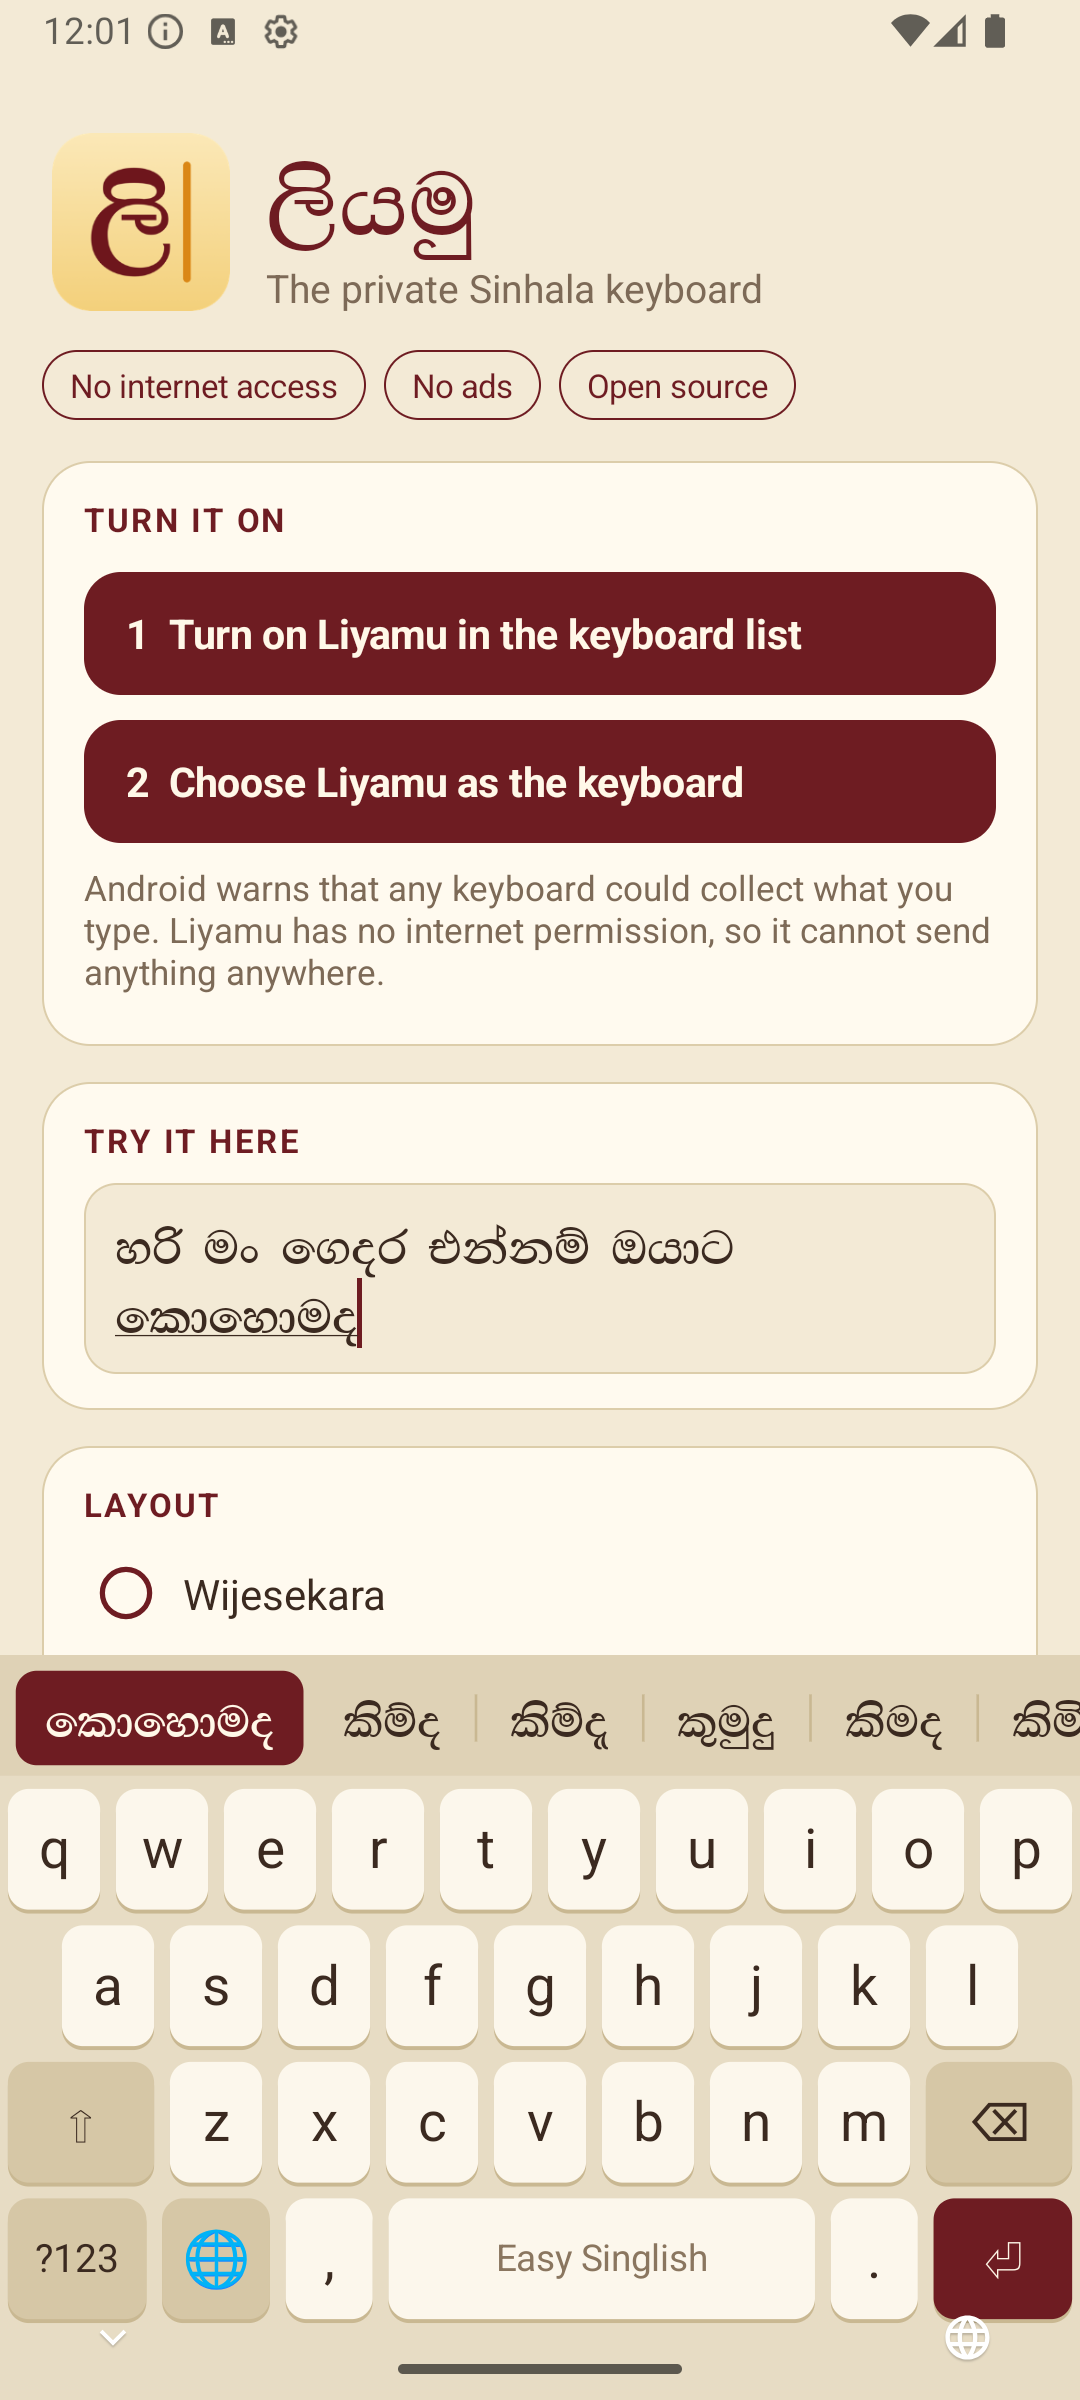 12:01
ලි
ලියමු
The private Sinhala keyboard
No internet access No ads Open source
TURN IT ON
1 Turn on Liyamu in the keyboard list
2 Choose Liyamu as the keyboard
Android warns that any keyboard could collect what you
type. Liyamu has no internet permission, so it cannot send
anything anywhere.
TRY IT HERE
හරි මං ගෙදර එන්නම් ඔයාට
කොහොමද
LAYOUT
Wijesekara
කොහොමද කිම්ද කිම්දැ කුමුදු කිමද
q w e r t y u i o p
a s d f g h j k l
z x c v b n m
?123 , Easy Singlish .